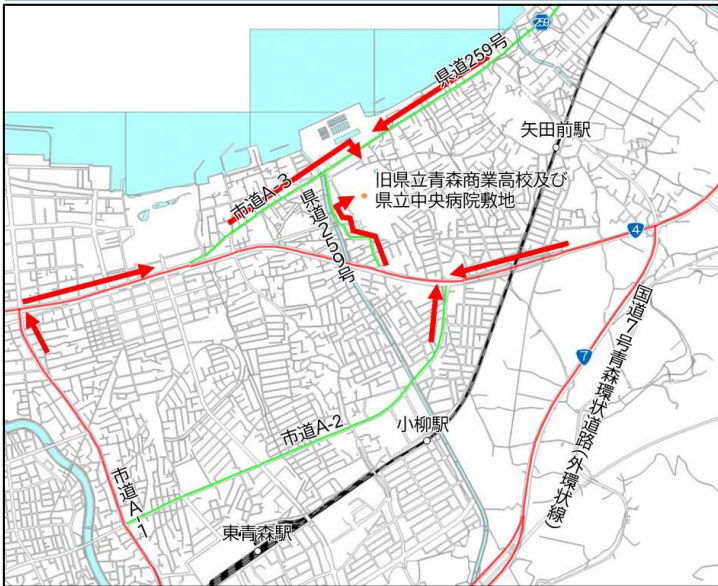 259
県道259号
矢田前駅
旧県立青森商業高校及び
県立中央病院敷地
市道A-3
県道259号
4
国道7号青森環状道路(外環状線)
7
市道A-2
小柳駅
市道A-1
東青森駅